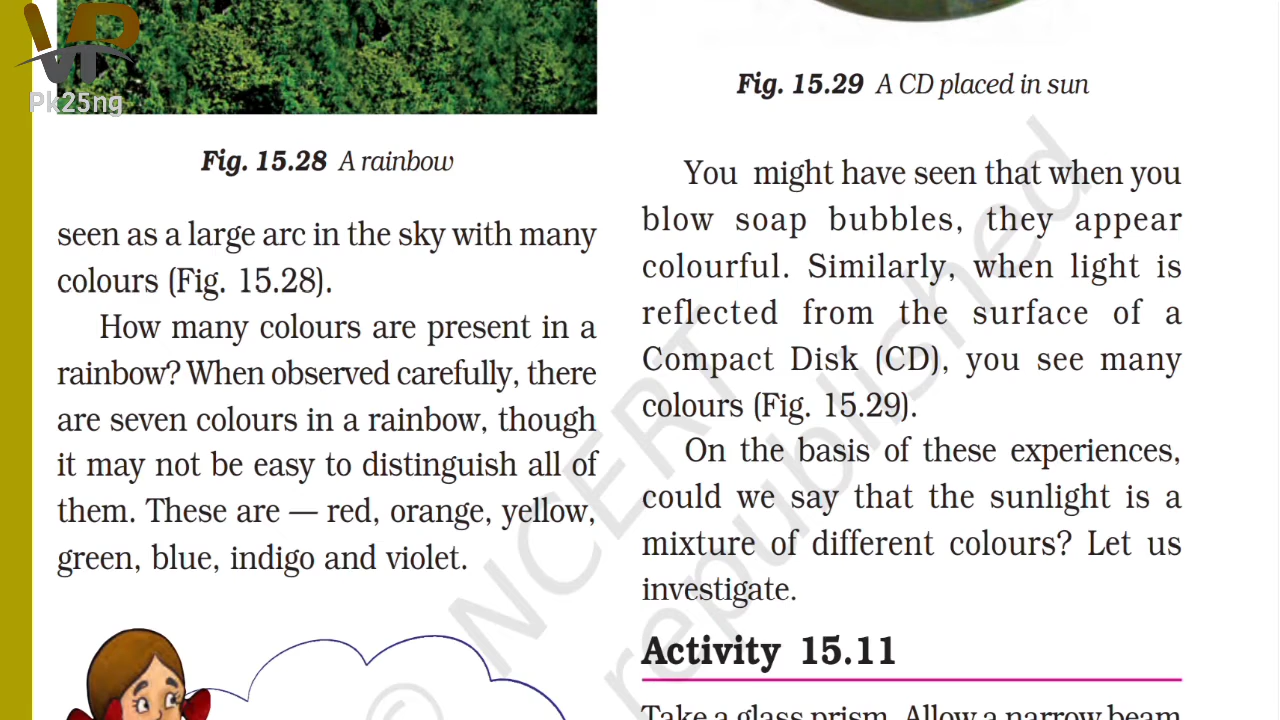 VP
Pk25ng
Fig. 15.28 A rainbow
seen as a large arc in the sky with many
colours (Fig. 15.28).
How many colours are present in a
rainbow? When observed carefully, there
are seven colours in a rainbow, though
it may not be easy to distinguish all of
them. These are — red, orange, yellow,
green, blue, indigo and violet.
Fig. 15.29 A CD placed in sun
You might have seen that when you
blow soap bubbles, they appear
colourful. Similarly, when light is
reflected from the surface of a
Compact Disk (CD), you see many
colours (Fig. 15.29).
On the basis of these experiences,
could we say that the sunlight is a
mixture of different colours? Let us
investigate.
Activity 15.11
Take a glass prism. Allow a narrow beam
© NCERT
republished